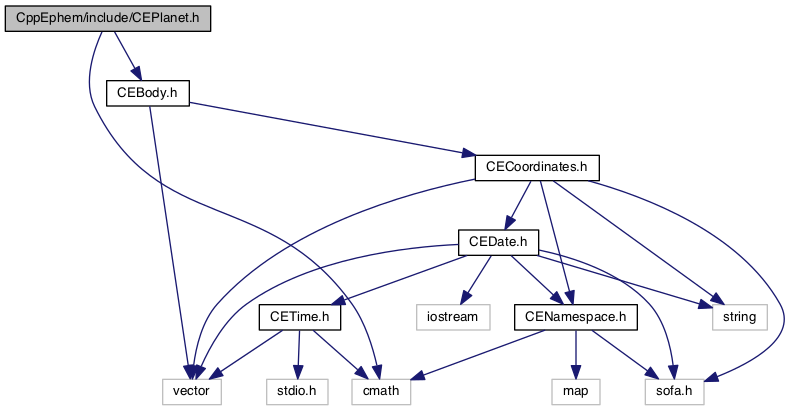 CppEphem/include/CEPlanet.h
CEBody.h
CECoordinates.h
CEDate.h
CETime.h
iostream
CENamespace.h
string
vector
stdio.h
cmath
map
sofa.h